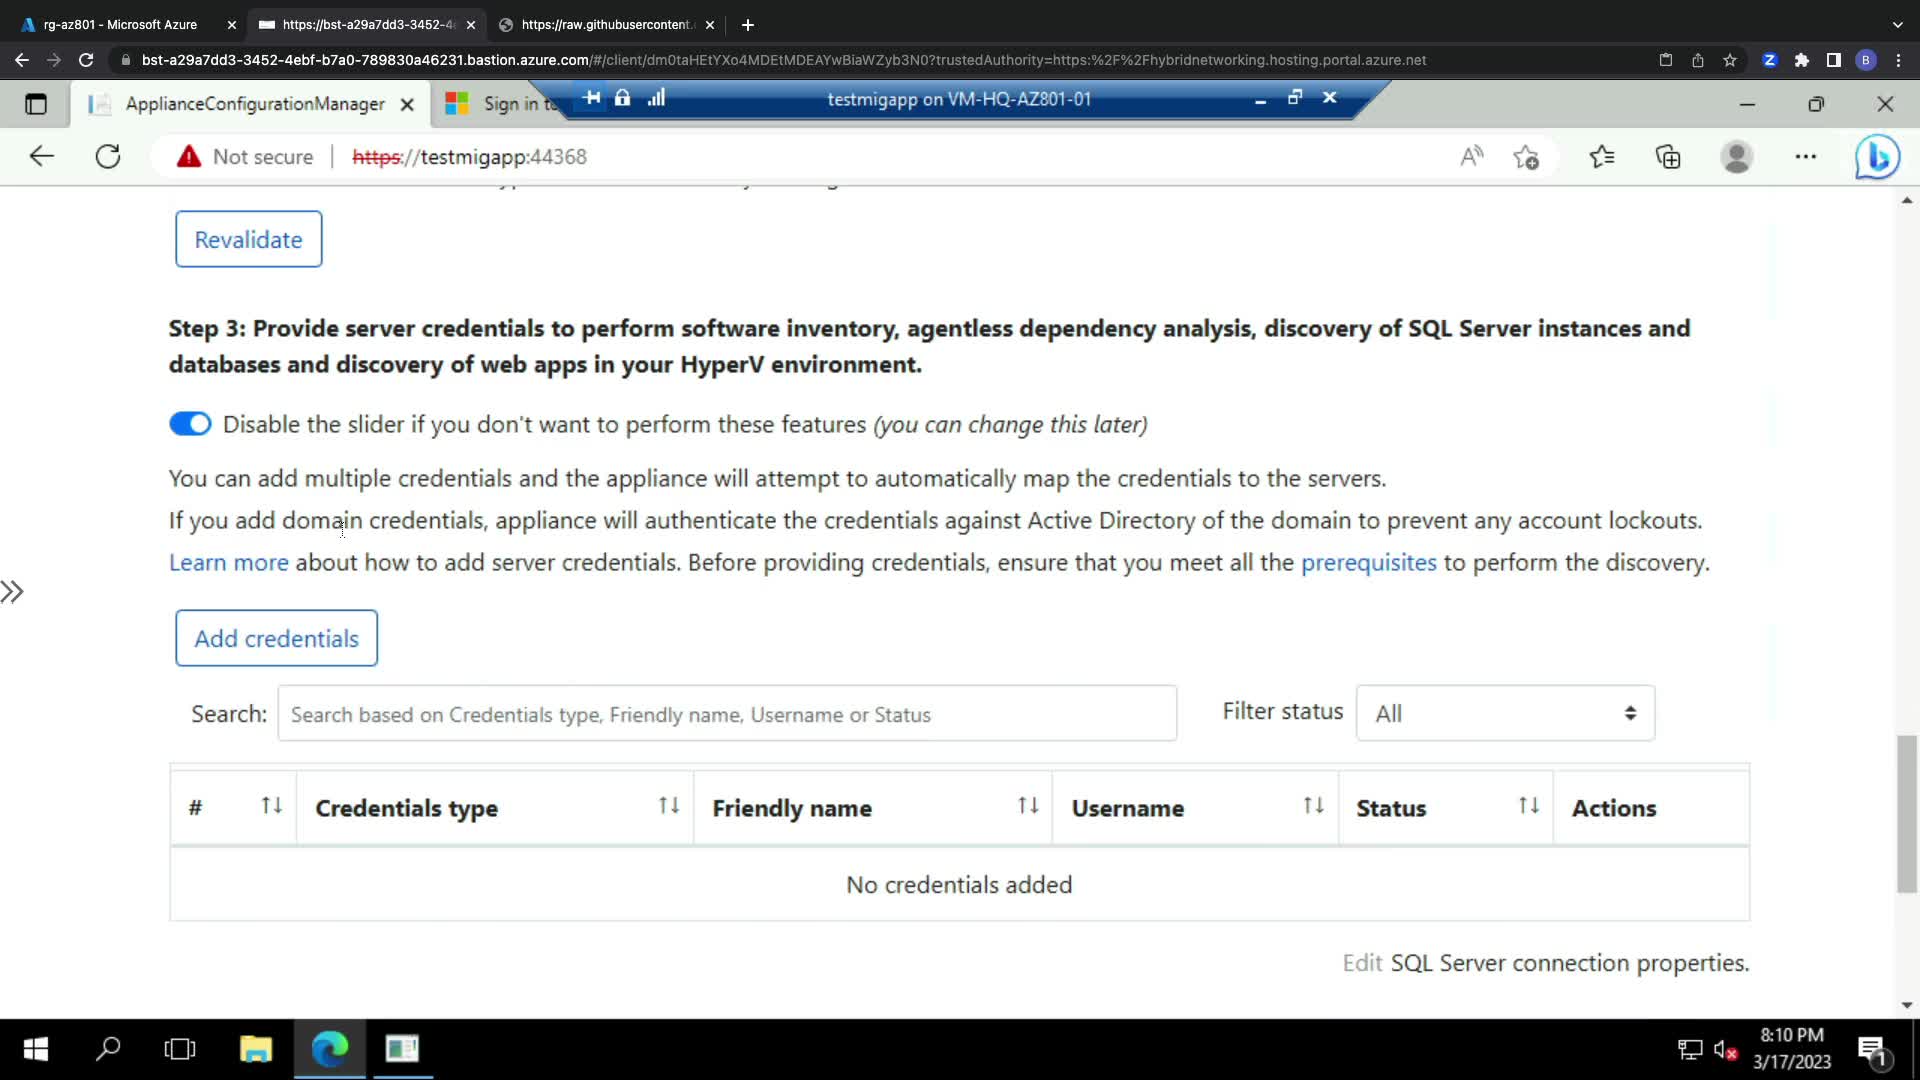 rg-az801 - Microsoft Azure
https://bst-a29a7dd3-3452-4e
https://raw.githubusercontent.
bst-a29a7dd3-3452-4ebf-b7a0-789830a46231.bastion.azure.com/#/client/dm0taHEtYXo4MDEtMDEAYwBiaWZyb3N0?trustedAuthority=https:%2F%2Fhybridnetworking.hosting.portal.azure.net
Z
B
ApplianceConfigurationManager
Sign in to
testmigapp on VM-HQ-AZ801-01
Not secure
https://testmigapp:44368
Revalidate
Step 3: Provide server credentials to perform software inventory, agentless dependency analysis, discovery of SQL Server instances and
databases and discovery of web apps in your HyperV environment.
Disable the slider if you don't want to perform these features (you can change this later)
You can add multiple credentials and the appliance will attempt to automatically map the credentials to the servers.
If you add domain credentials, appliance will authenticate the credentials against Active Directory of the domain to prevent any account lockouts.
Learn more about how to add server credentials. Before providing credentials, ensure that you meet all the prerequisites to perform the discovery.
Add credentials
Search: Search based on Credentials type, Friendly name, Username or Status
Filter status All
# Credentials type Friendly name Username Status Actions
No credentials added
Edit SQL Server connection properties.
8:10 PM
3/17/2023
1